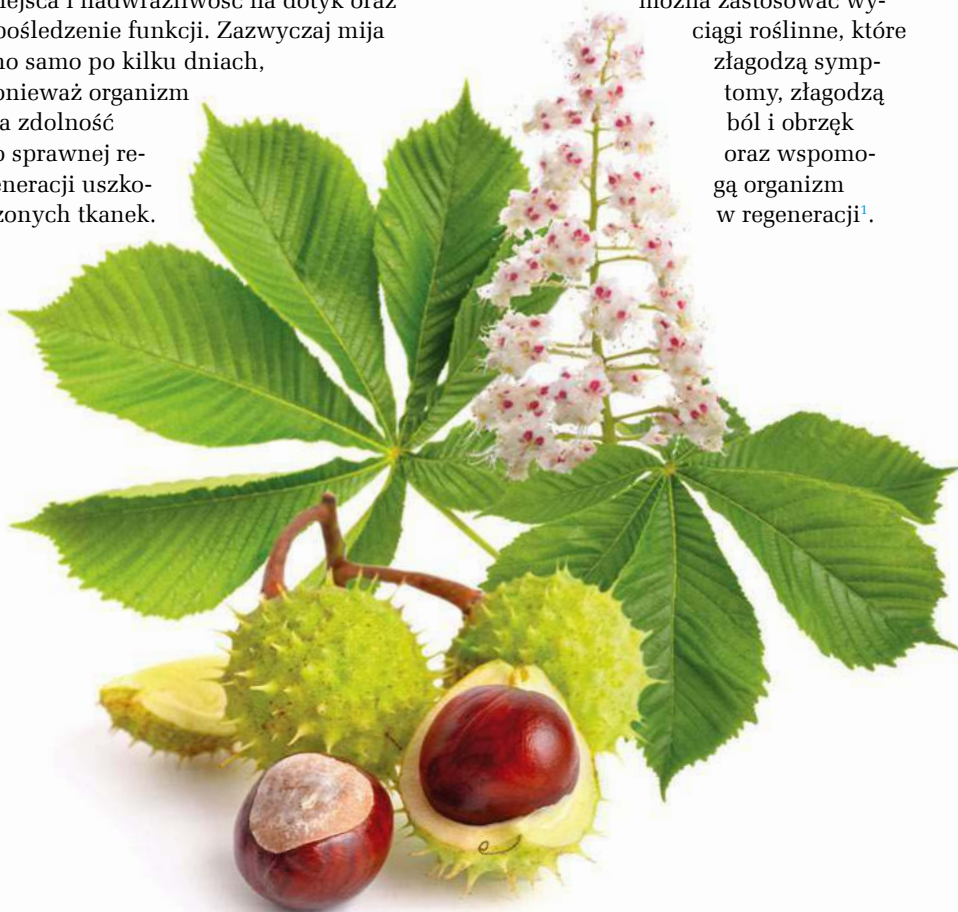 iejsca i nadwrażliwość na dotyk oraz
pośledzenie funkcji. Zazwyczaj mija
no samo po kilku dniach,
onieważ organizm
a zdolność
o sprawnej re-
eneracji uszko-
zonych tkanek.
można zastosować wy-
ciągi roślinne, które
złagodzą symp-
tomy, złagodzą
ból i obrzęk
oraz wspomo-
gą organizm
w regeneracji¹.